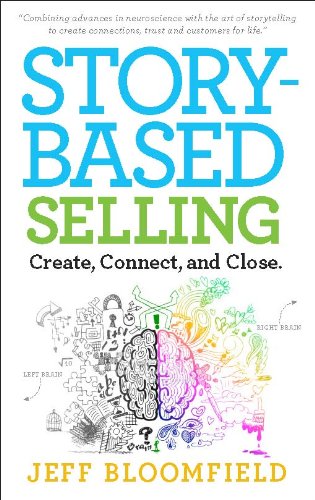 "Combining advances in neuroscience with the art of storytelling
to create connections, trust and customers for life."
STORY-
BASED
SELLING
Create, Connect, and Close.
RIGHT BRAIN
LEFT BRAIN
Brain!
?
JEFF BLOOMFIELD